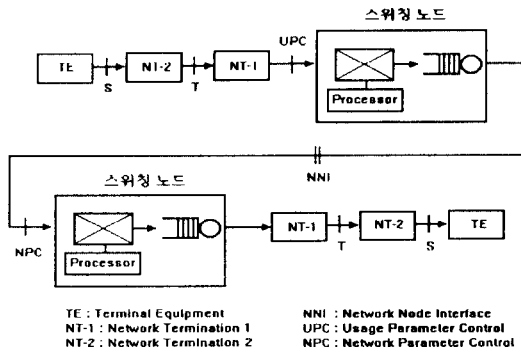 스위칭 노드
UPC
TE
NT-2
NT-1
S
T
Processor
NNI
스위칭 노드
NPC
Processor
NT-1
NT-2
TE
T
S
TE : Terminal Equipment
NT-1 : Network Termination 1
NT-2 : Network Termination 2
NNI : Network Node Interface
UPC : Usage Parameter Control
NPC : Network Parameter Control